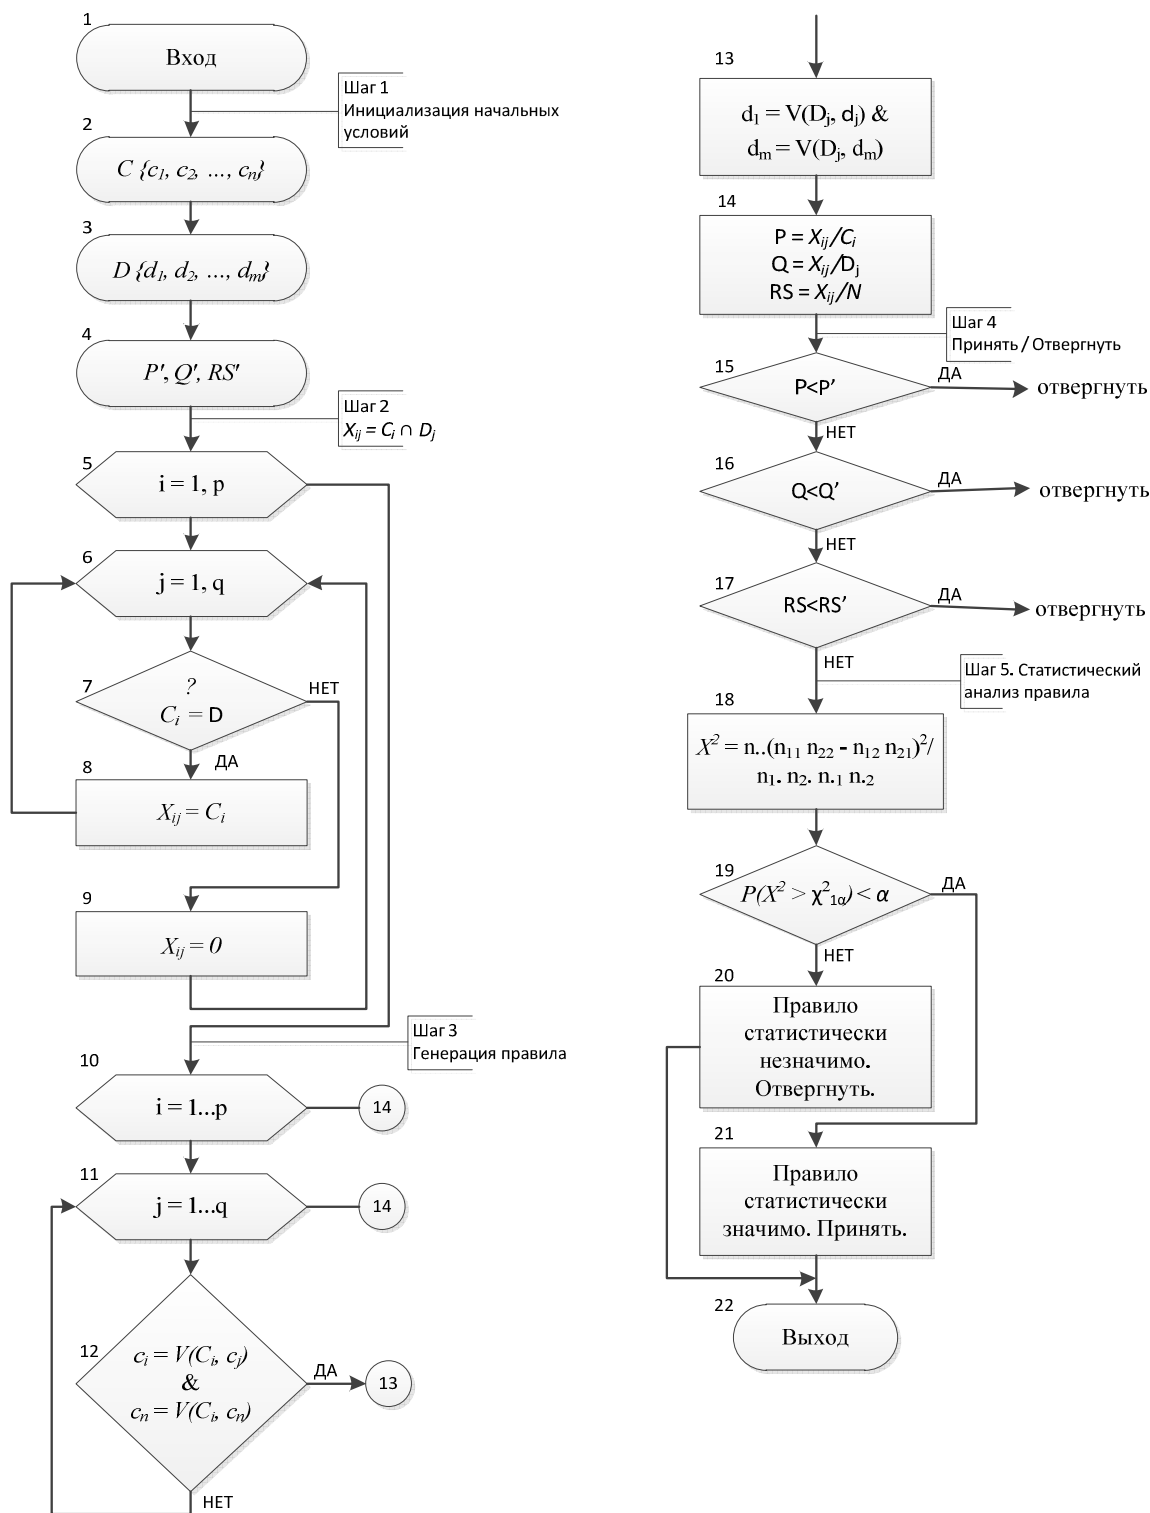 1
Вход
Шаг 1
Инициализация начальных
условий
2
C {c₁, c₂, ..., cₙ}
3
D {d₁, d₂, ..., dₘ}
4
P′, Q′, RS′
Шаг 2
Xᵢⱼ = Cᵢ ∩ Dⱼ
5
i = 1, p
6
j = 1, q
7
?
Cᵢ = D
НЕТ
ДА
8
Xᵢⱼ = Cᵢ
9
Xᵢⱼ = 0
Шаг 3
Генерация правила
10
i = 1...p
14
11
j = 1...q
14
12
cᵢ = V(Cᵢ, cⱼ)
&
cₙ = V(Cᵢ, cₙ)
ДА
13
НЕТ
13
d₁ = V(Dⱼ, dⱼ) &
dₘ = V(Dⱼ, dₘ)
14
P = Xᵢⱼ/Cᵢ
Q = Xᵢⱼ/Dⱼ
RS = Xᵢⱼ/N
Шаг 4
Принять / Отвергнуть
15
P<P’
ДА
отвергнуть
НЕТ
16
Q<Q’
ДА
отвергнуть
НЕТ
17
RS<RS’
ДА
отвергнуть
НЕТ
Шаг 5. Статистический
анализ правила
18
X² = n..(n₁₁ n₂₂ - n₁₂ n₂₁)²/
n₁. n₂. n.₁ n.₂
19
P(X² > χ²₁α) < α
ДА
НЕТ
20
Правило
статистически
незначимо.
Отвергнуть.
21
Правило
статистически
значимо. Принять.
22
Выход